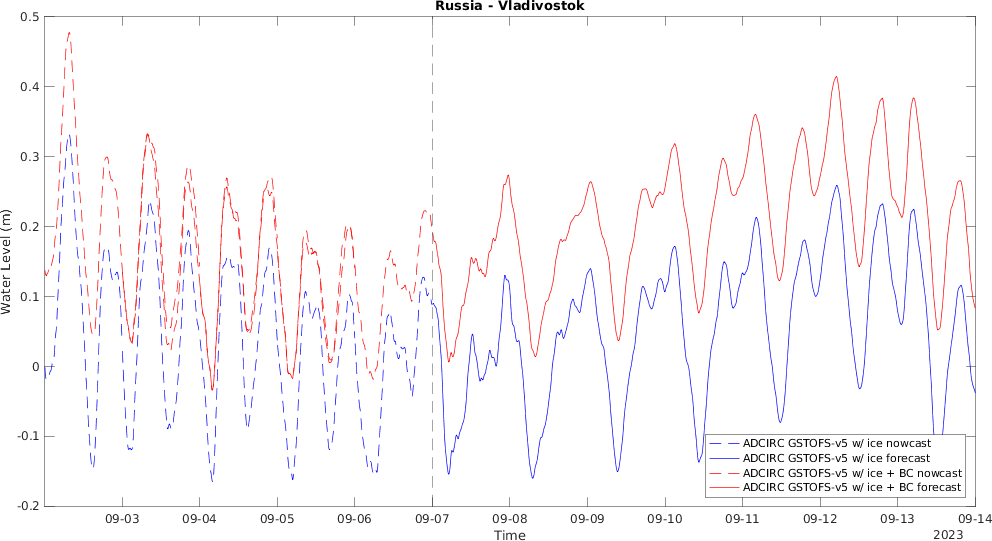 Russia - Vladivostok
Water Level (m)
0.5
0.4
0.3
0.2
0.1
0
-0.1
-0.2
ADCIRC GSTOFS-v5 w/ ice nowcast
ADCIRC GSTOFS-v5 w/ ice forecast
ADCIRC GSTOFS-v5 w/ ice + BC nowcast
ADCIRC GSTOFS-v5 w/ ice + BC forecast
09-03 09-04 09-05 09-06 09-07 09-08 09-09 09-10 09-11 09-12 09-13 09-14
Time
2023